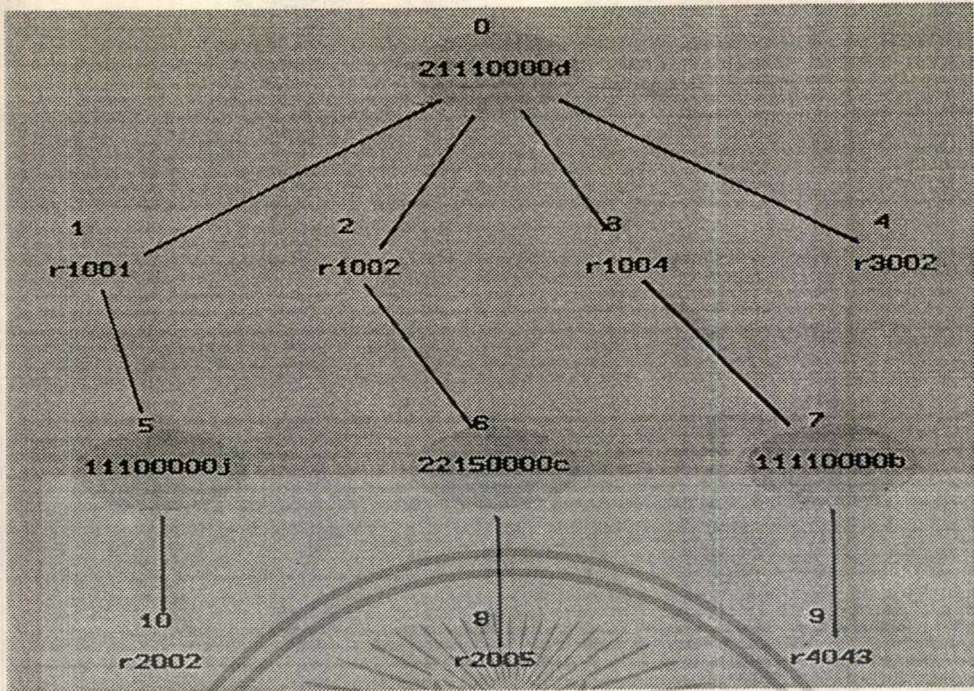 0
21110000d
1 2 3 4
r1001 r1002 r1004 r3002
5 6 7
11100000j 22150000c 11110000b
10 8 9
r2002 r2005 r4043